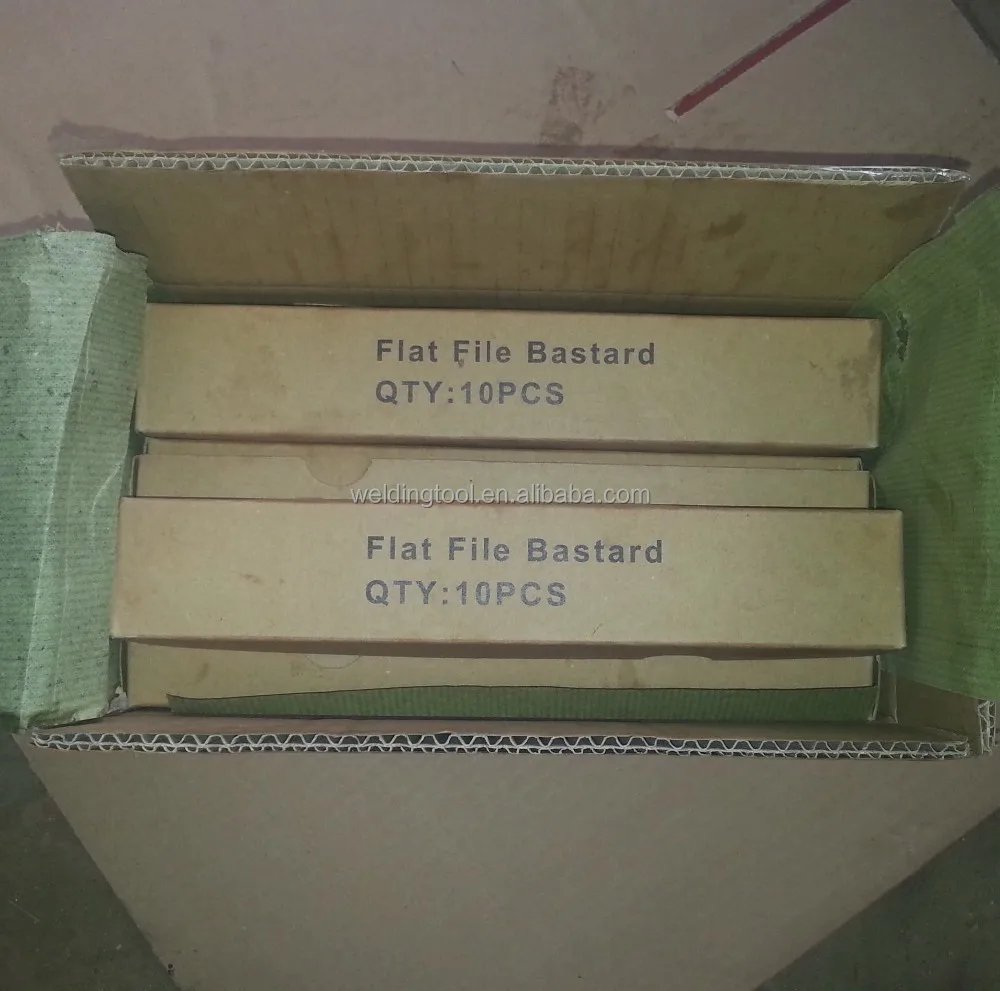 Flat File Bastard
QTY:10PCS
weldingtool.en.alibaba.com
Flat File Bastard
QTY:10PCS